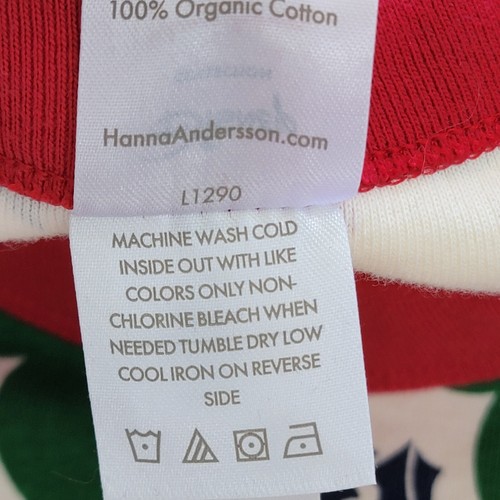 100% Organic Cotton
HannaAndersson.com
L1290
MACHINE WASH COLD
INSIDE OUT WITH LIKE
COLORS ONLY NON-
CHLORINE BLEACH WHEN
NEEDED TUMBLE DRY LOW
COOL IRON ON REVERSE
SIDE